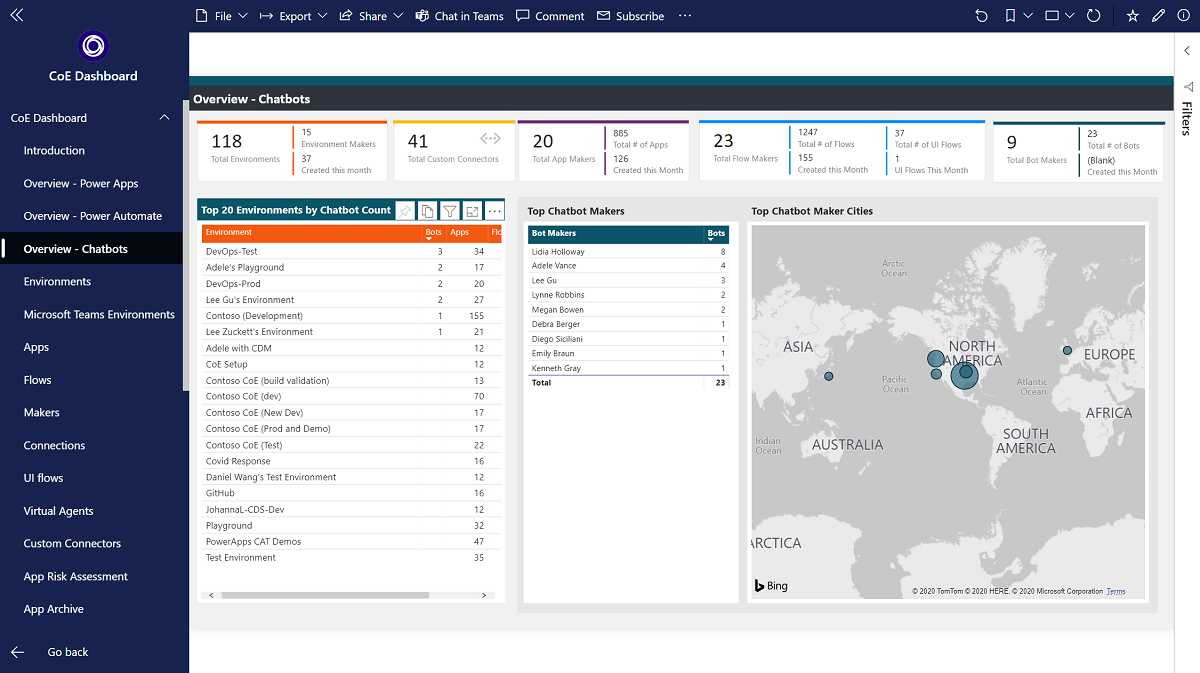 File Export Share Chat in Teams Comment Subscribe ...
CoE Dashboard
CoE Dashboard
Introduction
Overview - Power Apps
Overview - Power Automate
Overview - Chatbots
Environments
Microsoft Teams Environments
Apps
Flows
Makers
Connections
UI flows
Virtual Agents
Custom Connectors
App Risk Assessment
App Archive
Go back
Overview - Chatbots
118
Total Environments
15
Environment Makers
37
Created this month
41
Total Custom Connectors
20
Total App Makers
885
Total # of Apps
126
Created this Month
23
Total Flow Makers
1247
Total # of Flows
155
Created this Month
37
Total # of UI Flows
1
UI Flows This Month
9
Total Bot Makers
23
Total # of Bots
(Blank)
Created this Month
Top 20 Environments by Chatbot Count
Environment Bots Apps Flo
DevOps-Test 3 34
Adele's Playground 2 17
DevOps-Prod 2 20
Lee Gu's Environment 2 27
Contoso (Development) 1 155
Lee Zuckett's Environment 1 21
Adele with CDM 12
CoE Setup 12
Contoso CoE (build validation) 13
Contoso CoE (dev) 70
Contoso CoE (New Dev) 17
Contoso CoE (Prod and Demo) 17
Contoso CoE (Test) 22
Covid Response 16
Daniel Wang's Test Environment 12
GitHub 16
JohannaL-CDS-Dev 12
Playground 32
PowerApps CAT Demos 47
Test Environment 35
Top Chatbot Makers
Bot Makers Bots
Lidia Holloway 8
Adele Vance 4
Lee Gu 3
Lynne Robbins 2
Megan Bowen 2
Debra Berger 1
Diego Siciliani 1
Emily Braun 1
Kenneth Gray 1
Total 23
Top Chatbot Maker Cities
Arctic
Ocean
ASIA
NORTH
AMERICA
EUROPE
Pacific
Ocean
Atlantic
Ocean
AFRICA
Indian
Ocean
AUSTRALIA
SOUTH
AMERICA
ARCTICA
Bing
© 2020 TomTom © 2020 HERE, © 2020 Microsoft Corporation Terms
Filters